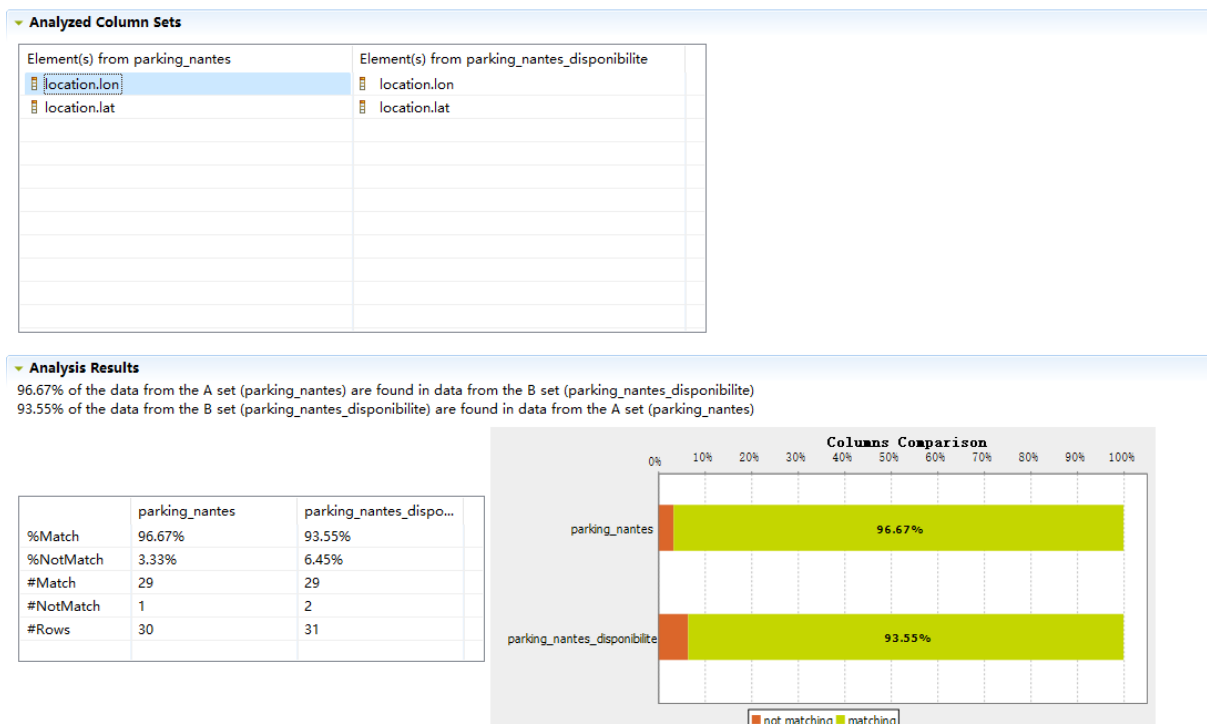 Analyzed Column Sets
Element(s) from parking_nantes Element(s) from parking_nantes_disponibilite
location.lon location.lon
location.lat location.lat
Analysis Results
96.67% of the data from the A set (parking_nantes) are found in data from the B set (parking_nantes_disponibilite)
93.55% of the data from the B set (parking_nantes_disponibilite) are found in data from the A set (parking_nantes)
parking_nantes parking_nantes_dispo...
%Match 96.67% 93.55%
%NotMatch 3.33% 6.45%
#Match 29 29
#NotMatch 1 2
#Rows 30 31
Columns Comparison
0% 10% 20% 30% 40% 50% 60% 70% 80% 90% 100%
parking_nantes 96.67%
parking_nantes_disponibilite 93.55%
not matching matching